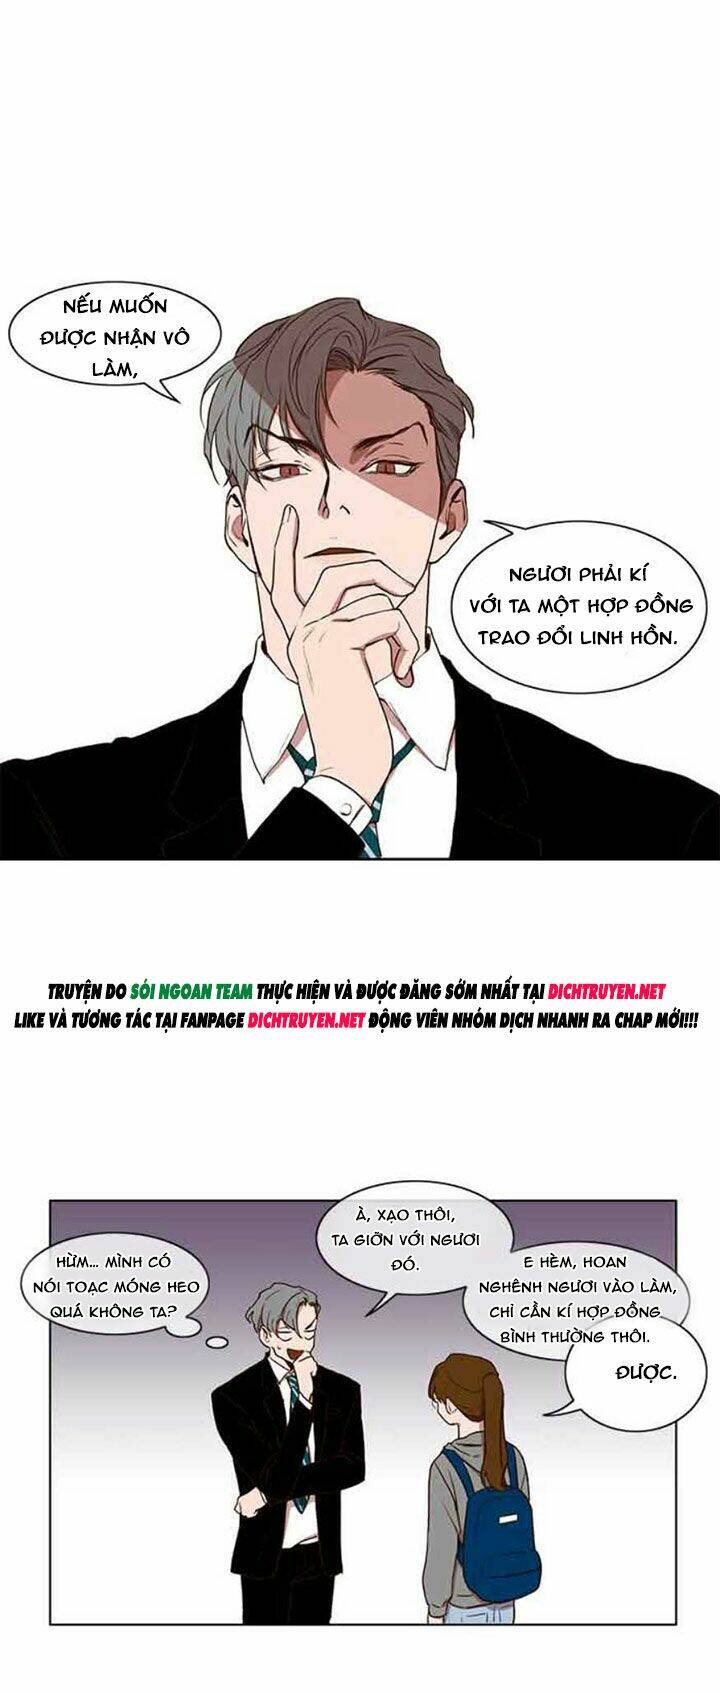 NẾU MUỐN
ĐƯỢC NHẬN VÔ
LÀM,
NGƯƠI PHẢI KÍ
VỚI TA MỘT HỢP ĐỒNG
TRAO ĐỔI LINH HỒN.
TRUYỆN DO SÓI NGOAN TEAM THỰC HIỆN VÀ ĐƯỢC ĐĂNG SỚM NHẤT TẠI DICHTRUYEN.NET
LIKE VÀ TƯƠNG TÁC TẠI FANPAGE DICHTRUYEN.NET ĐỘNG VIÊN NHÓM DỊCH NHANH RA CHAP MỚI!!!
HỪM... MÌNH CÓ
NÓI TOẠC MÓNG HEO
QUÁ KHÔNG TA?
À, XẠO THÔI,
TA GIỠN VỚI NGƯƠI
ĐÓ.
E HÈM, HOAN
NGHÊNH NGƯƠI VÀO LÀM,
CHỈ CẦN KÍ HỢP ĐỒNG
BÌNH THƯỜNG THÔI.
ĐƯỢC.